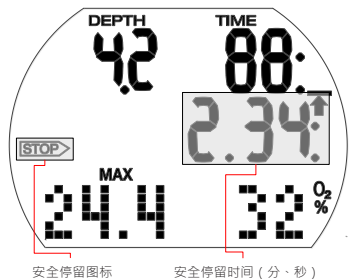 DEPTH TIME
4.2 88:
2.34:
STOP
MAX
24.4 32 O₂ %
安全停留图标 安全停留时间（分、秒）